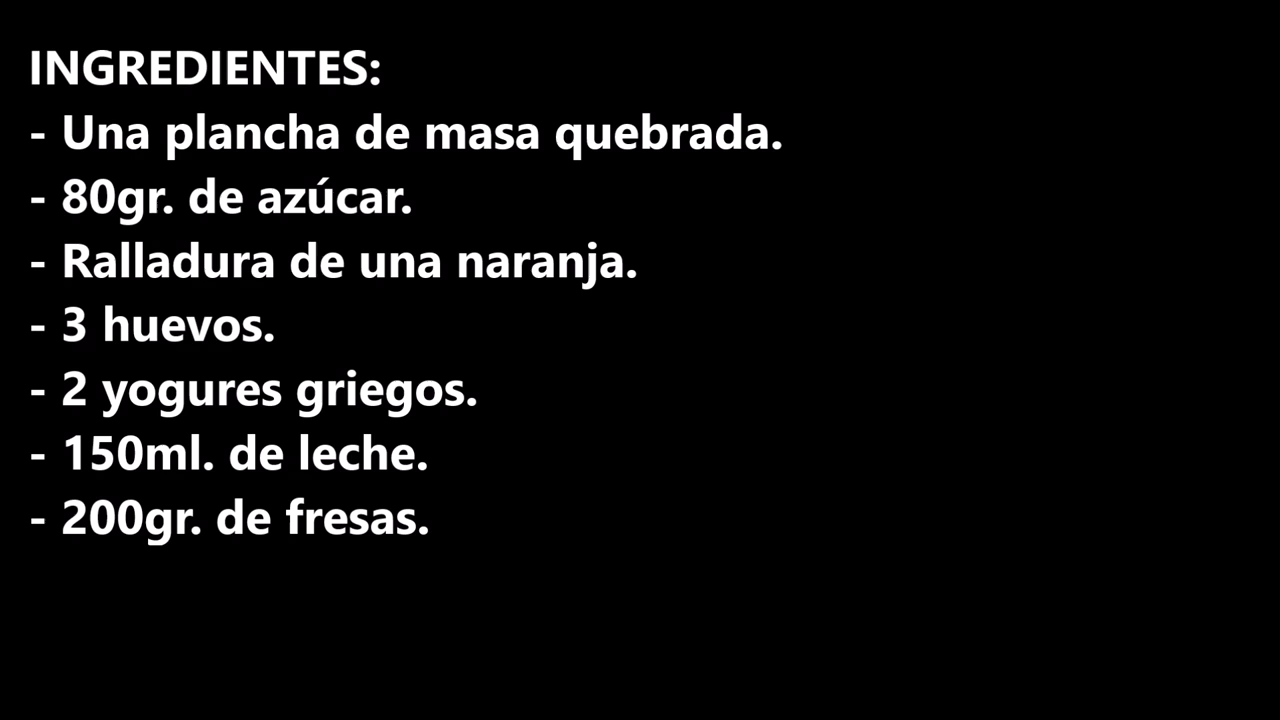 INGREDIENTES:
- Una plancha de masa quebrada.
- 80gr. de azúcar.
- Ralladura de una naranja.
- 3 huevos.
- 2 yogures griegos.
- 150ml. de leche.
- 200gr. de fresas.